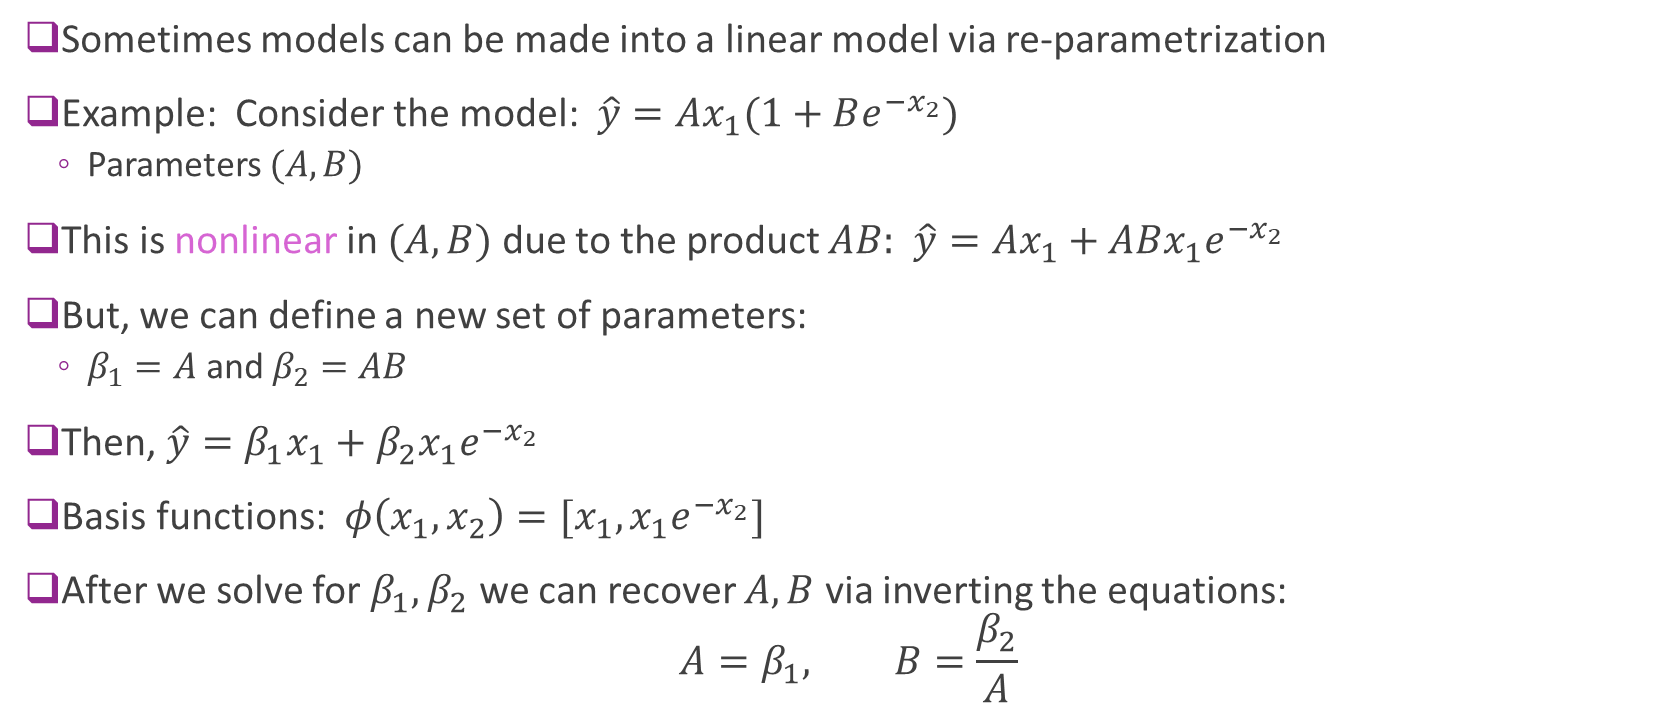 ❑Sometimes models can be made into a linear model via re-parametrization
❑Example:  Consider the model:  ŷ = Ax₁(1 + Be^{−x₂})
◦ Parameters (A, B)
❑This is nonlinear in (A, B) due to the product AB:  ŷ = Ax₁ + ABx₁e^{−x₂}
❑But, we can define a new set of parameters:
◦ β₁ = A and β₂ = AB
❑Then, ŷ = β₁x₁ + β₂x₁e^{−x₂}
❑Basis functions:  ϕ(x₁, x₂) = [x₁, x₁e^{−x₂}]
❑After we solve for β₁, β₂ we can recover A, B via inverting the equations:
A = β₁,  B = β₂/A